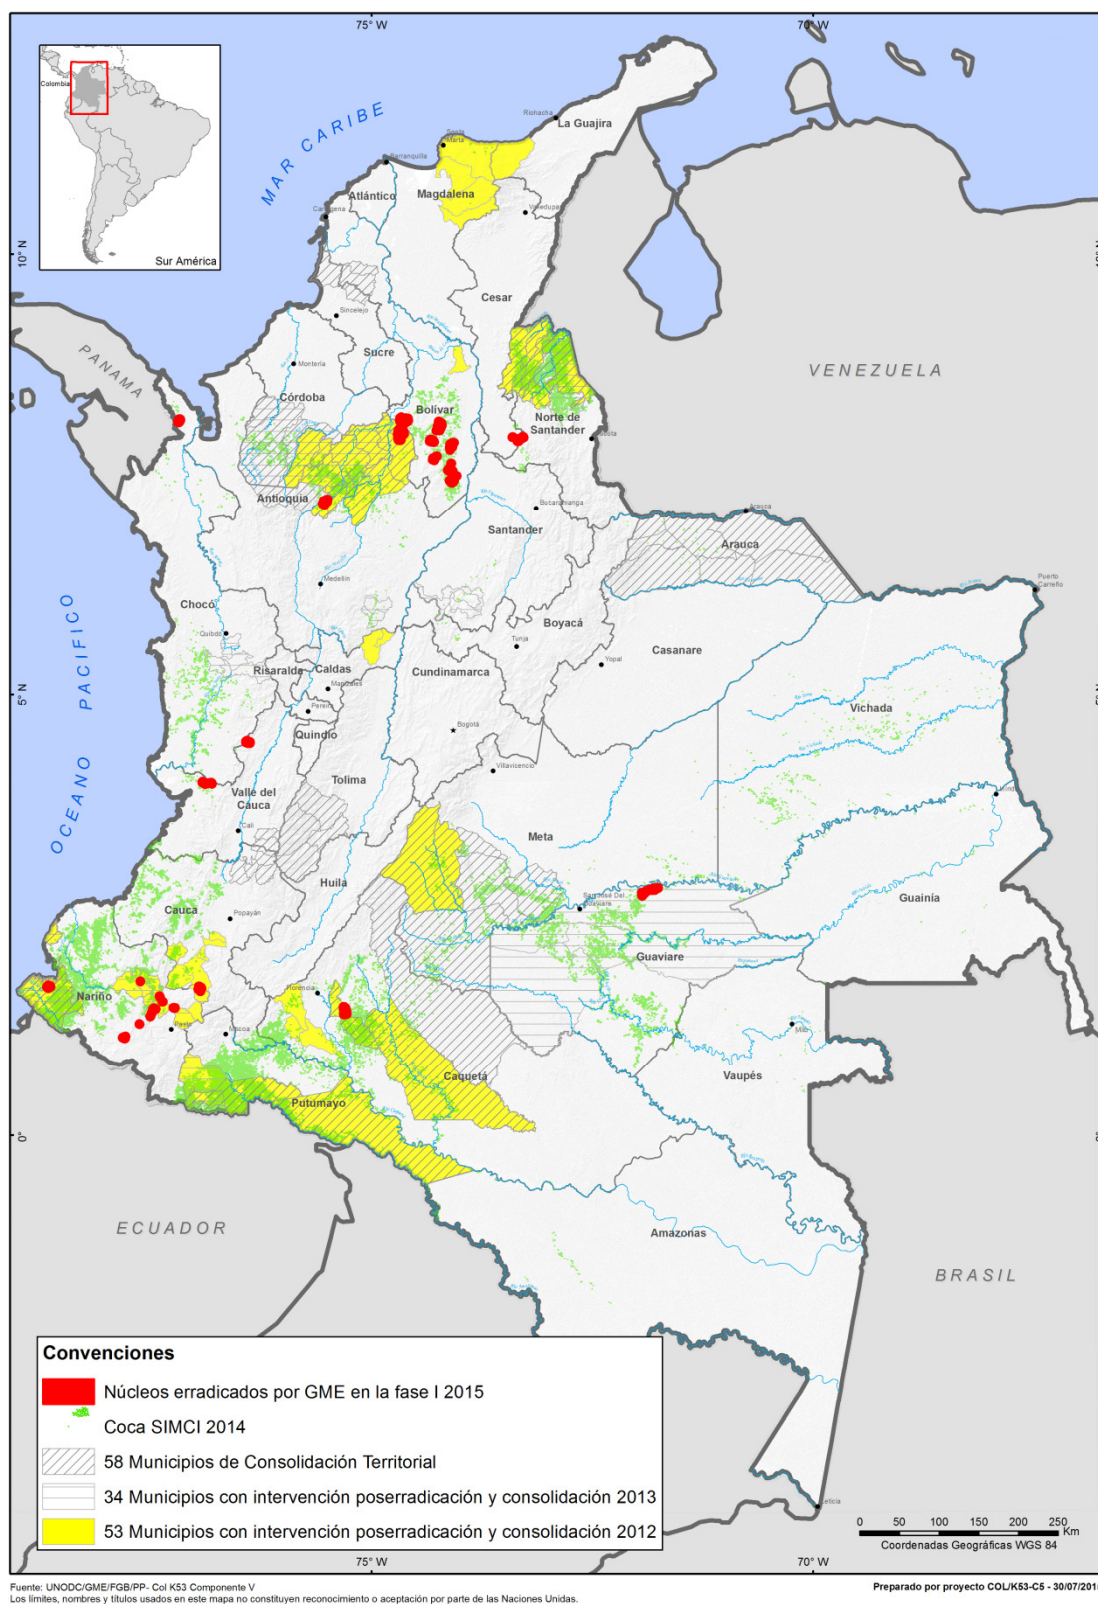 75° W
70° W
Colombia
Sur América
MAR CARIBE
Riohacha
La Guajira
Santa
Marta
Barranquilla
Atlántico
Magdalena
Cartagena
Valledupar
10° N
Cesar
Sincelejo
Sucre
PANAMA
Montería
VENEZUELA
Córdoba
Bolívar
Norte de
Santander
Antioquia
Bucaramanga
Santander
Arauca
Arauca
Medellín
Puerto
Carreño
OCEANO PACIFICO
Chocó
Boyacá
Quibdó
Tunja
Casanare
Risaralda
Caldas
Cundinamarca
Yopal
5° N
Manizales
Pereira
Vichada
Quindío
Bogotá
Tolima
Villavicencio
Valle del
Cauca
Cali
Meta
Huila
San José Del
Guaviare
Guainía
Cauca
Popayán
Guaviare
Florencia
Nariño
Pasto
Mocoa
Mitú
Caquetá
Vaupés
Putumayo
0°
ECUADOR
Amazonas
BRASIL
Convenciones
Núcleos erradicados por GME en la fase I 2015
Coca SIMCI 2014
58 Municipios de Consolidación Territorial
34 Municipios con intervención poserradicación y consolidación 2013
53 Municipios con intervención poserradicación y consolidación 2012
Leticia
0 50 100 150 200 250
Km
Coordenadas Geográficas WGS 84
75° W
70° W
Fuente: UNODC/GME/FGB/PP- Col K53 Componente V
Preparado por proyecto COL/K53-C5 - 30/07/2015
Los límites, nombres y títulos usados en este mapa no constituyen reconocimiento o aceptación por parte de las Naciones Unidas.